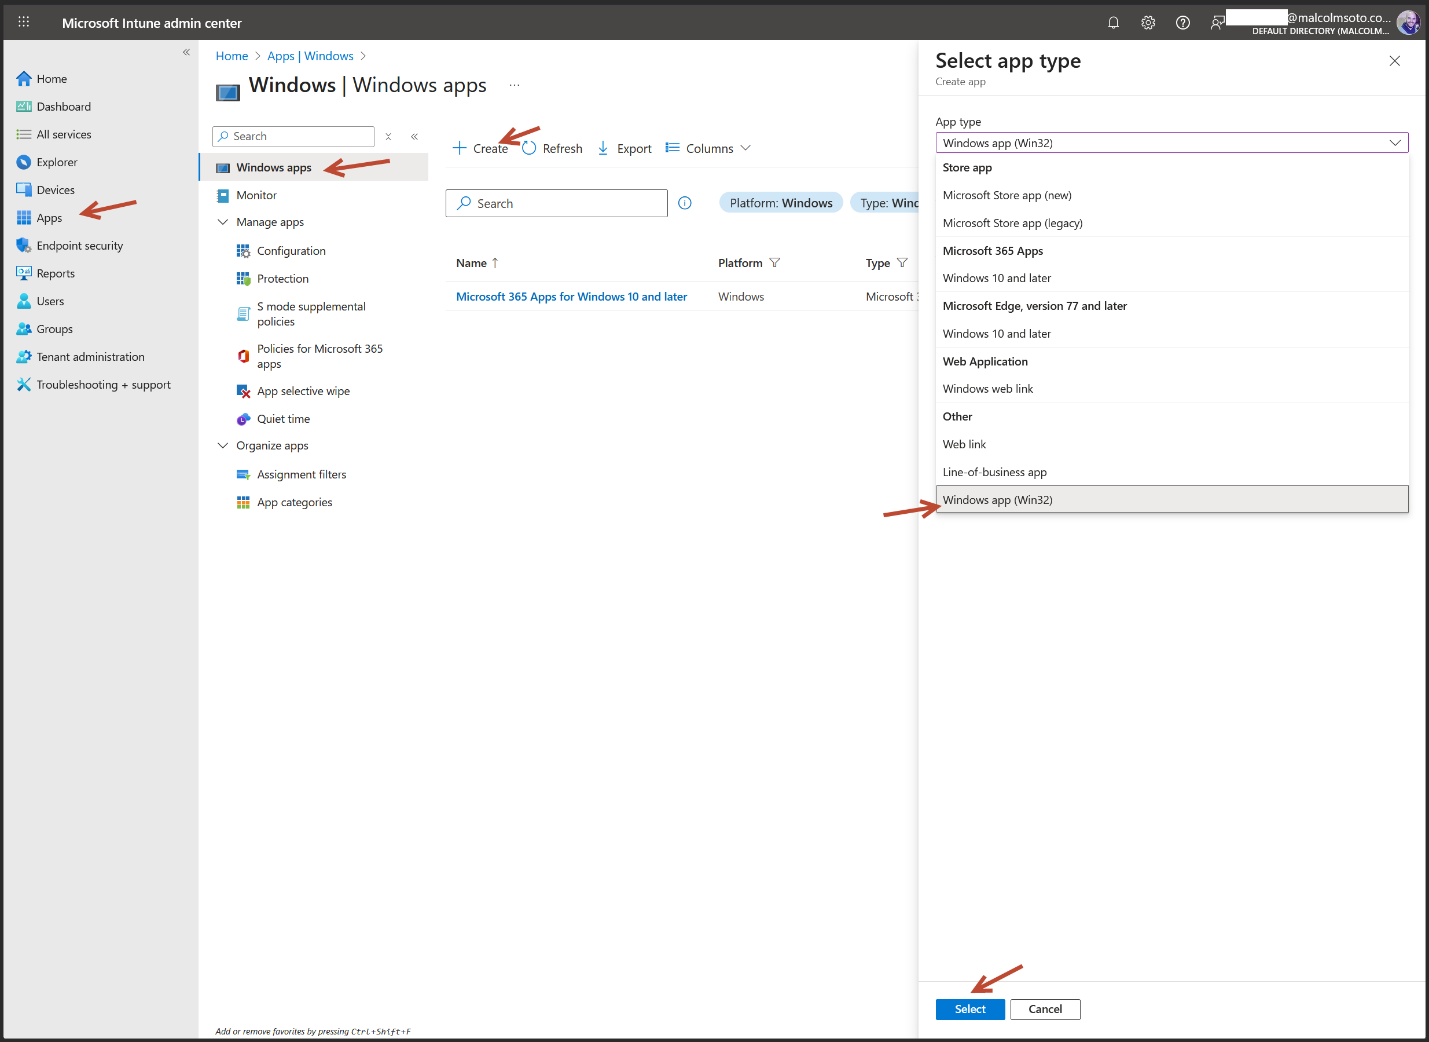 Microsoft Intune admin center
@malcolmsoto.co...
DEFAULT DIRECTORY (MALCOLM...
Home
Dashboard
All services
Explorer
Devices
Apps
Endpoint security
Reports
Users
Groups
Tenant administration
Troubleshooting + support
Home > Apps | Windows >
Windows | Windows apps ...
Search
Windows apps
Monitor
Manage apps
Configuration
Protection
S mode supplemental
policies
Policies for Microsoft 365
apps
App selective wipe
Quiet time
Organize apps
Assignment filters
App categories
Add or remove favorites by pressing Ctrl+Shift+F
Create Refresh Export Columns
Search
Platform: Windows Type: Winc
Name ↑ Platform Type
Microsoft 365 Apps for Windows 10 and later Windows Microsoft
Select app type
Create app
App type
Windows app (Win32)
Store app
Microsoft Store app (new)
Microsoft Store app (legacy)
Microsoft 365 Apps
Windows 10 and later
Microsoft Edge, version 77 and later
Windows 10 and later
Web Application
Windows web link
Other
Web link
Line-of-business app
Windows app (Win32)
Select Cancel